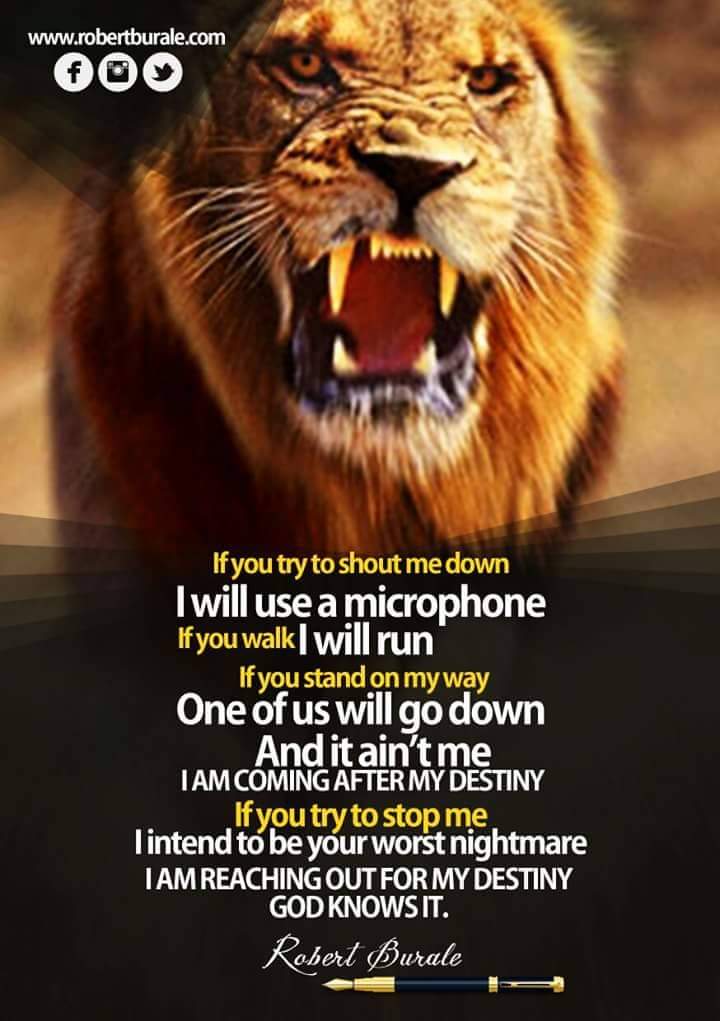 www.robertburale.com
If you try to shout me down
I will use a microphone
If you walk I will run
If you stand on my way
One of us will go down
And it ain't me
I AM COMING AFTER MY DESTINY
If you try to stop me
I intend to be your worst nightmare
I AM REACHING OUT FOR MY DESTINY
GOD KNOWS IT.
Robert Burale